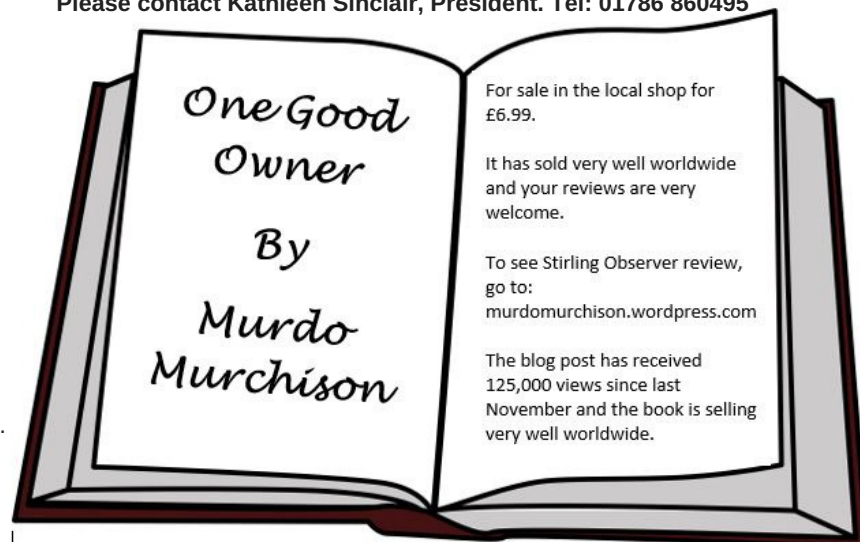 Please contact Kathleen Sinclair, President. Tel: 01786 860495
One Good
Owner
By
Murdo
Murchison
For sale in the local shop for
£6.99.
It has sold very well worldwide
and your reviews are very
welcome.
To see Stirling Observer review,
go to:
murdomurchison.wordpress.com
The blog post has received
125,000 views since last
November and the book is selling
very well worldwide.